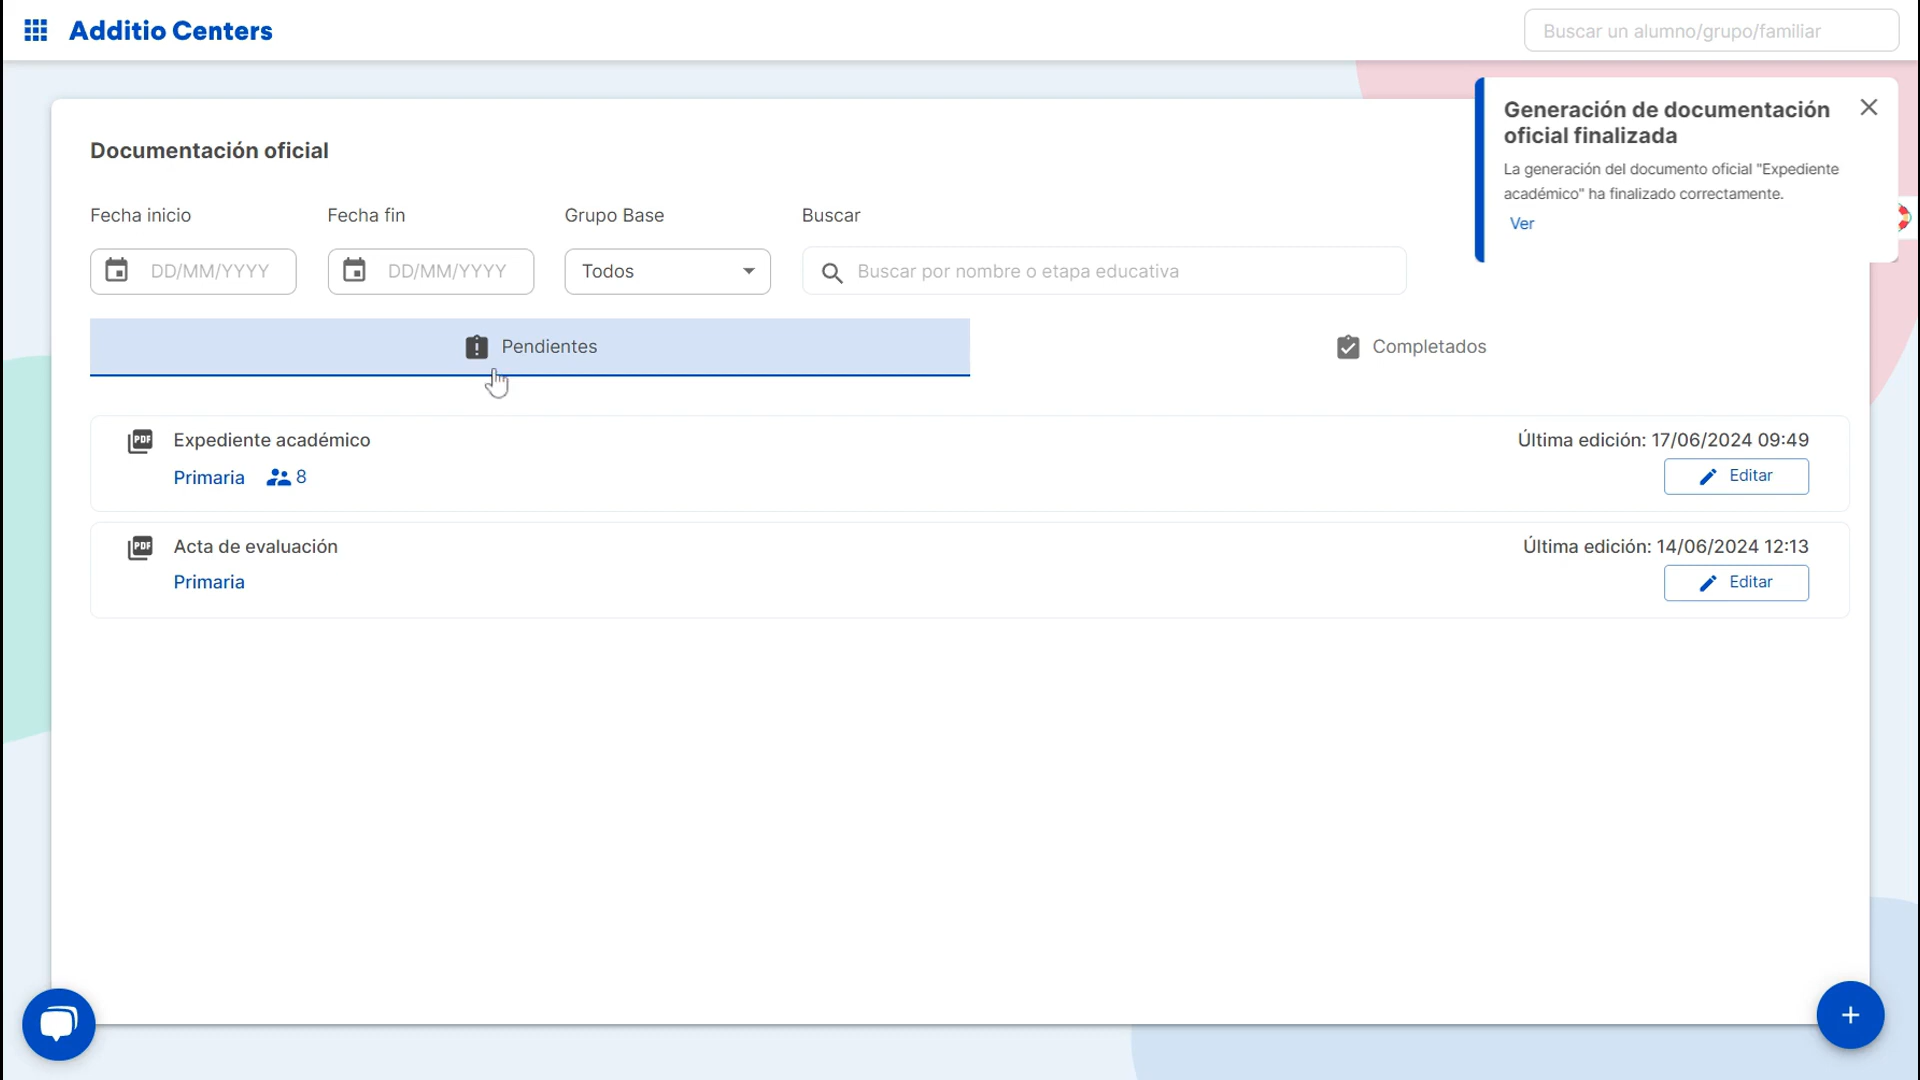 Additio Centers
Buscar un alumno/grupo/familiar
Generación de documentación
oficial finalizada
La generación del documento oficial "Expediente
académico" ha finalizado correctamente.
Ver
Documentación oficial
Fecha inicio
Fecha fin
Grupo Base
Buscar
DD/MM/YYYY
DD/MM/YYYY
Todos
Buscar por nombre o etapa educativa
Pendientes
Completados
PDF
Expediente académico
Última edición: 17/06/2024 09:49
Primaria
8
Editar
PDF
Acta de evaluación
Última edición: 14/06/2024 12:13
Primaria
Editar